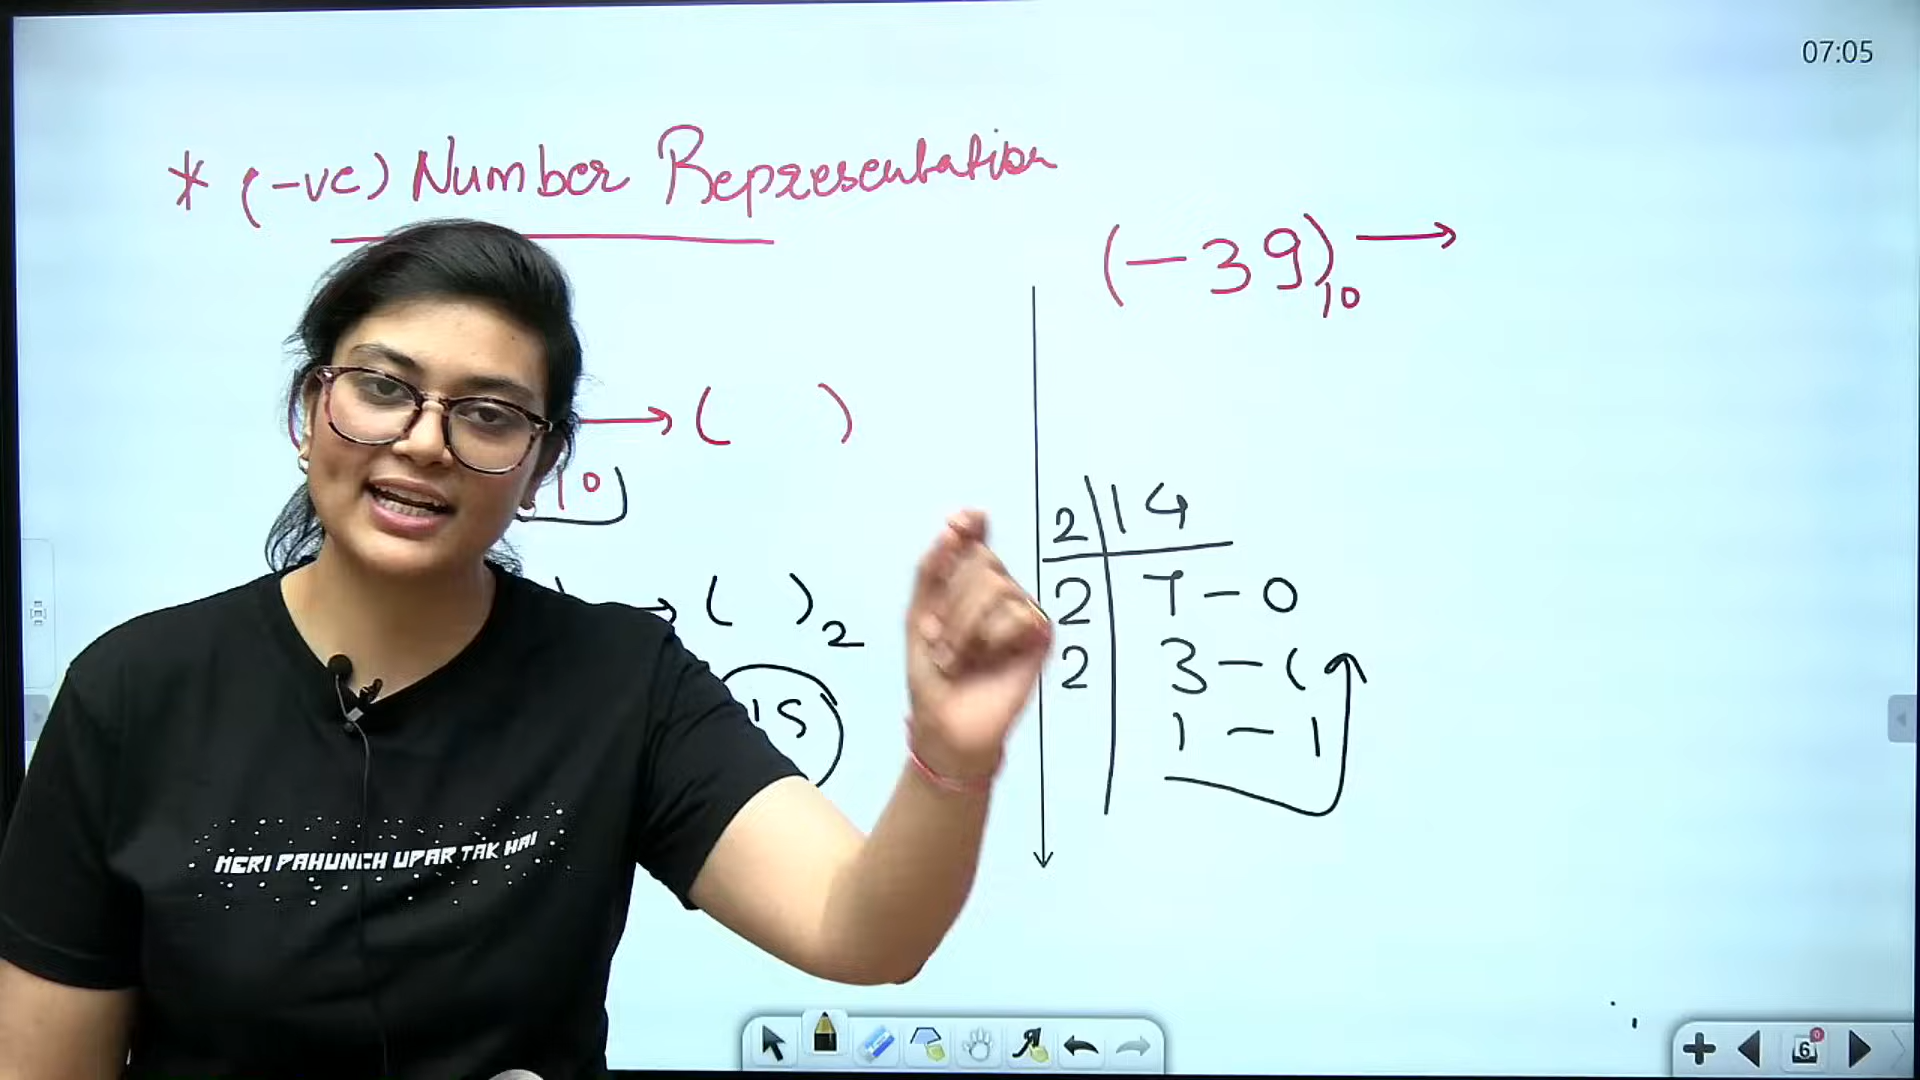 07:05
* (-ve) Number Representation
(-39)10 →
→ ( )
10
2 | 14
→ ( )2
2 | 7 - 0
2 | 3 - 1
15
1 - 1
MERI PAHUNCH UPAR TAK HAI
6